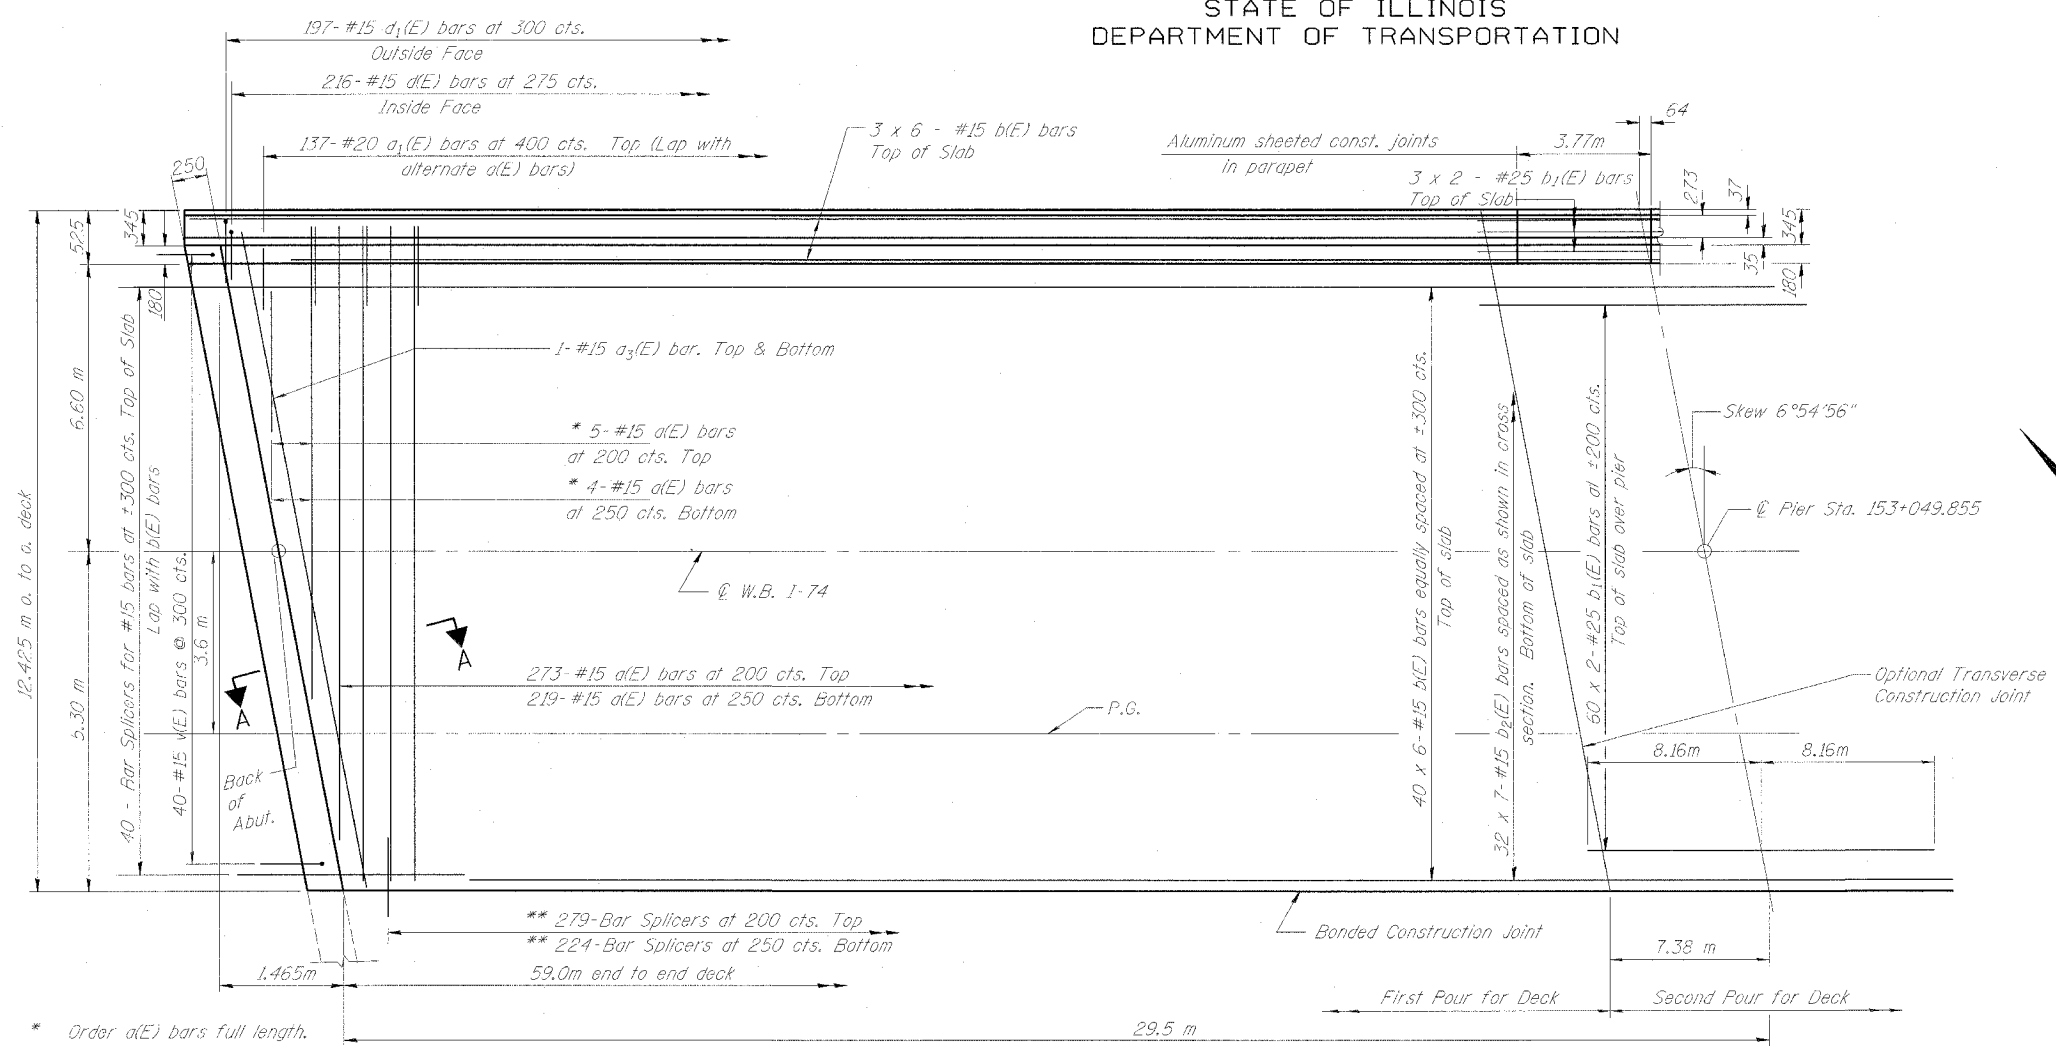 STATE OF ILLINOIS
DEPARTMENT OF TRANSPORTATION
197-#15 d1(E) bars at 300 cts.
Outside Face
216-#15 d(E) bars at 275 cts.
Inside Face
137-#20 a1(E) bars at 400 cts. Top (Lap with
alternate a(E) bars)
3 x 6 - #15 b(E) bars
Top of Slab
Aluminum sheeted const. joints
in parapet
3.77m
64
3 x 2 - #25 b1(E) bars
Top of Slab
273
37
345
35
180
250
525
345
180
12.425 m o. to o. deck
6.60 m
5.30 m
40 - Bar Splicers for #15 bars at ±300 cts. Top of Slab
Lap with b(E) bars
40-#15 v(E) bars @ 300 cts.
3.6 m
1-#15 a3(E) bar. Top & Bottom
* 5-#15 a(E) bars
at 200 cts. Top
* 4-#15 a(E) bars
at 250 cts. Bottom
℄ W.B. I-74
A
A
273-#15 a(E) bars at 200 cts. Top
219-#15 a(E) bars at 250 cts. Bottom
P.G.
Back
of
Abut.
40 x 6-#15 b(E) bars equally spaced at ±300 cts.
Top of slab
32 x 7-#15 b2(E) bars spaced as shown in cross
section. Bottom of slab
60 x 2-#25 b1(E) bars at ±200 cts.
Top of slab over pier
Skew 6°54'56"
℄ Pier Sta. 153+049.855
Optional Transverse
Construction Joint
8.16m
8.16m
** 279-Bar Splicers at 200 cts. Top
** 224-Bar Splicers at 250 cts. Bottom
Bonded Construction Joint
7.38 m
1.465m
59.0m end to end deck
First Pour for Deck
Second Pour for Deck
29.5 m
* Order a(E) bars full length.